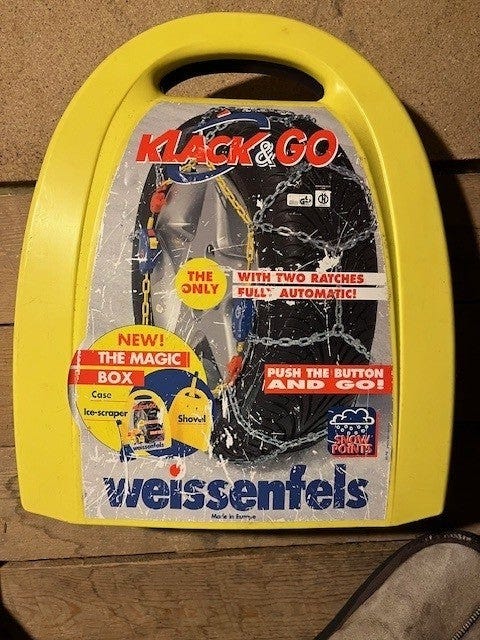 KLACK & GO
THE
ONLY
WITH TWO RATCHES
FULLY AUTOMATIC!
NEW!
THE MAGIC
BOX
Case
Ice-scraper
Shovel
weissenfels
PUSH THE BUTTON
AND GO!
SNOW
POINTS
weissenfels
Made in Europe